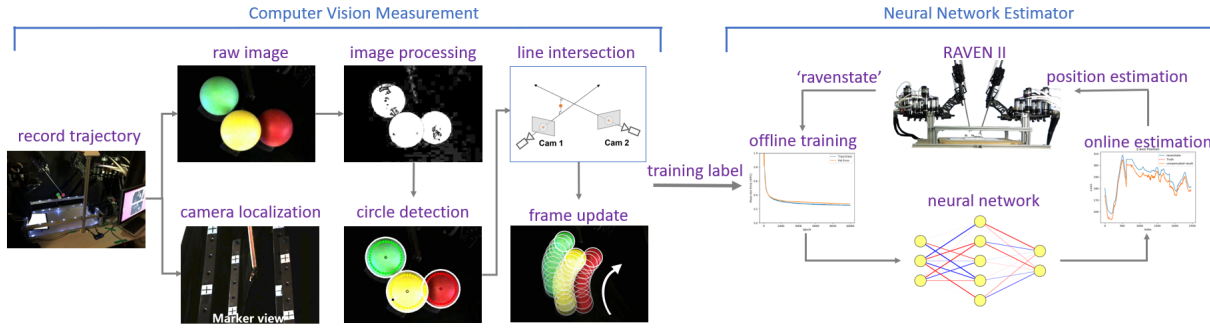 Computer Vision Measurement
Neural Network Estimator
raw image
image processing
line intersection
RAVEN II
'ravenstate'
position estimation
record trajectory
Cam 1
Cam 2
offline training
online estimation
training label
camera localization
circle detection
frame update
neural network
Marker view